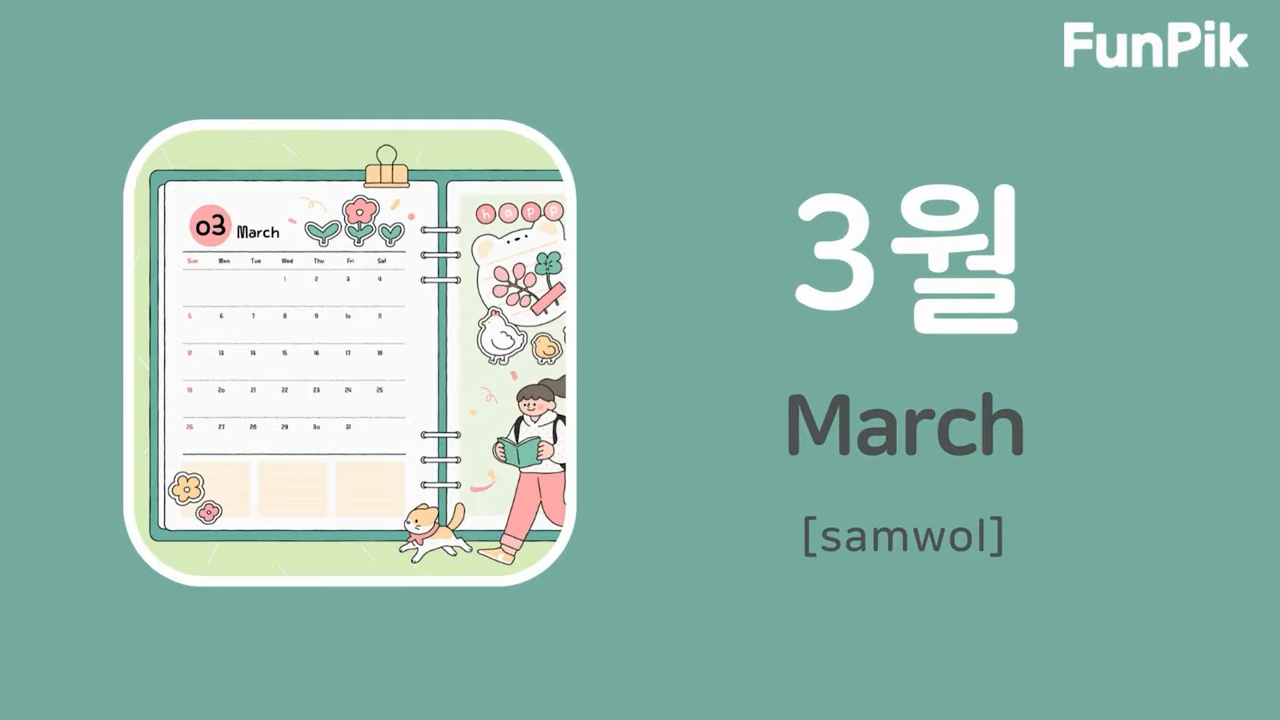 FunPik
03 March
Sun Mon Tue Wed Thu Fri Sat
1 2 3 4
5 6 7 8 9 10 11
12 13 14 15 16 17 18
19 20 21 22 23 24 25
26 27 28 29 30 31
happ
3월
March
[samwol]